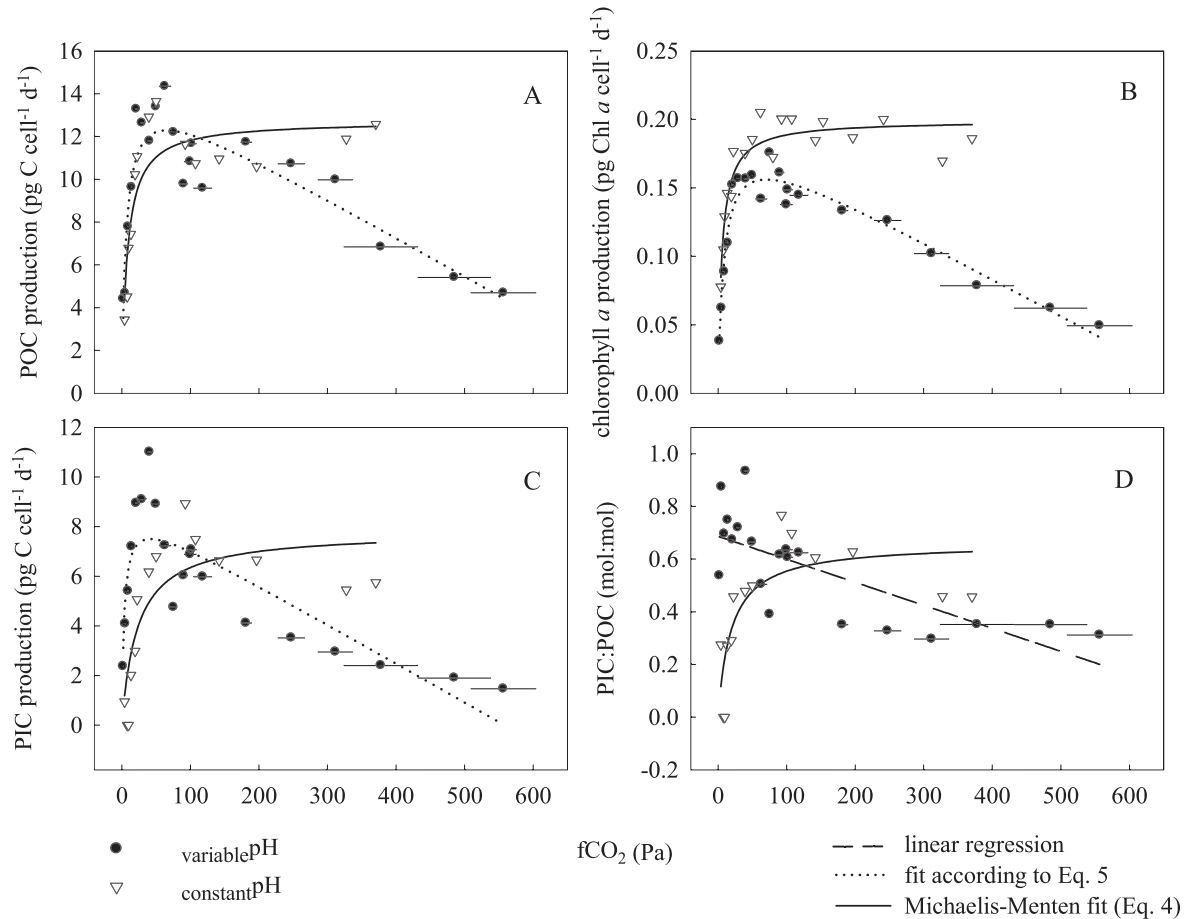 POC production (pg C cell⁻¹ d⁻¹)
16
14
12
10
8
6
4
2
0
A
chlorophyll a production (pg Chl a cell⁻¹ d⁻¹)
0.25
0.20
0.15
0.10
0.05
0.00
B
PIC production (pg C cell⁻¹ d⁻¹)
12
10
8
6
4
2
0
C
0 100 200 300 400 500 600
PIC:POC (mol:mol)
1.0
0.8
0.6
0.4
0.2
0.0
-0.2
D
0 100 200 300 400 500 600
fCO₂ (Pa)
variablepH
constantpH
linear regression
fit according to Eq. 5
Michaelis-Menten fit (Eq. 4)